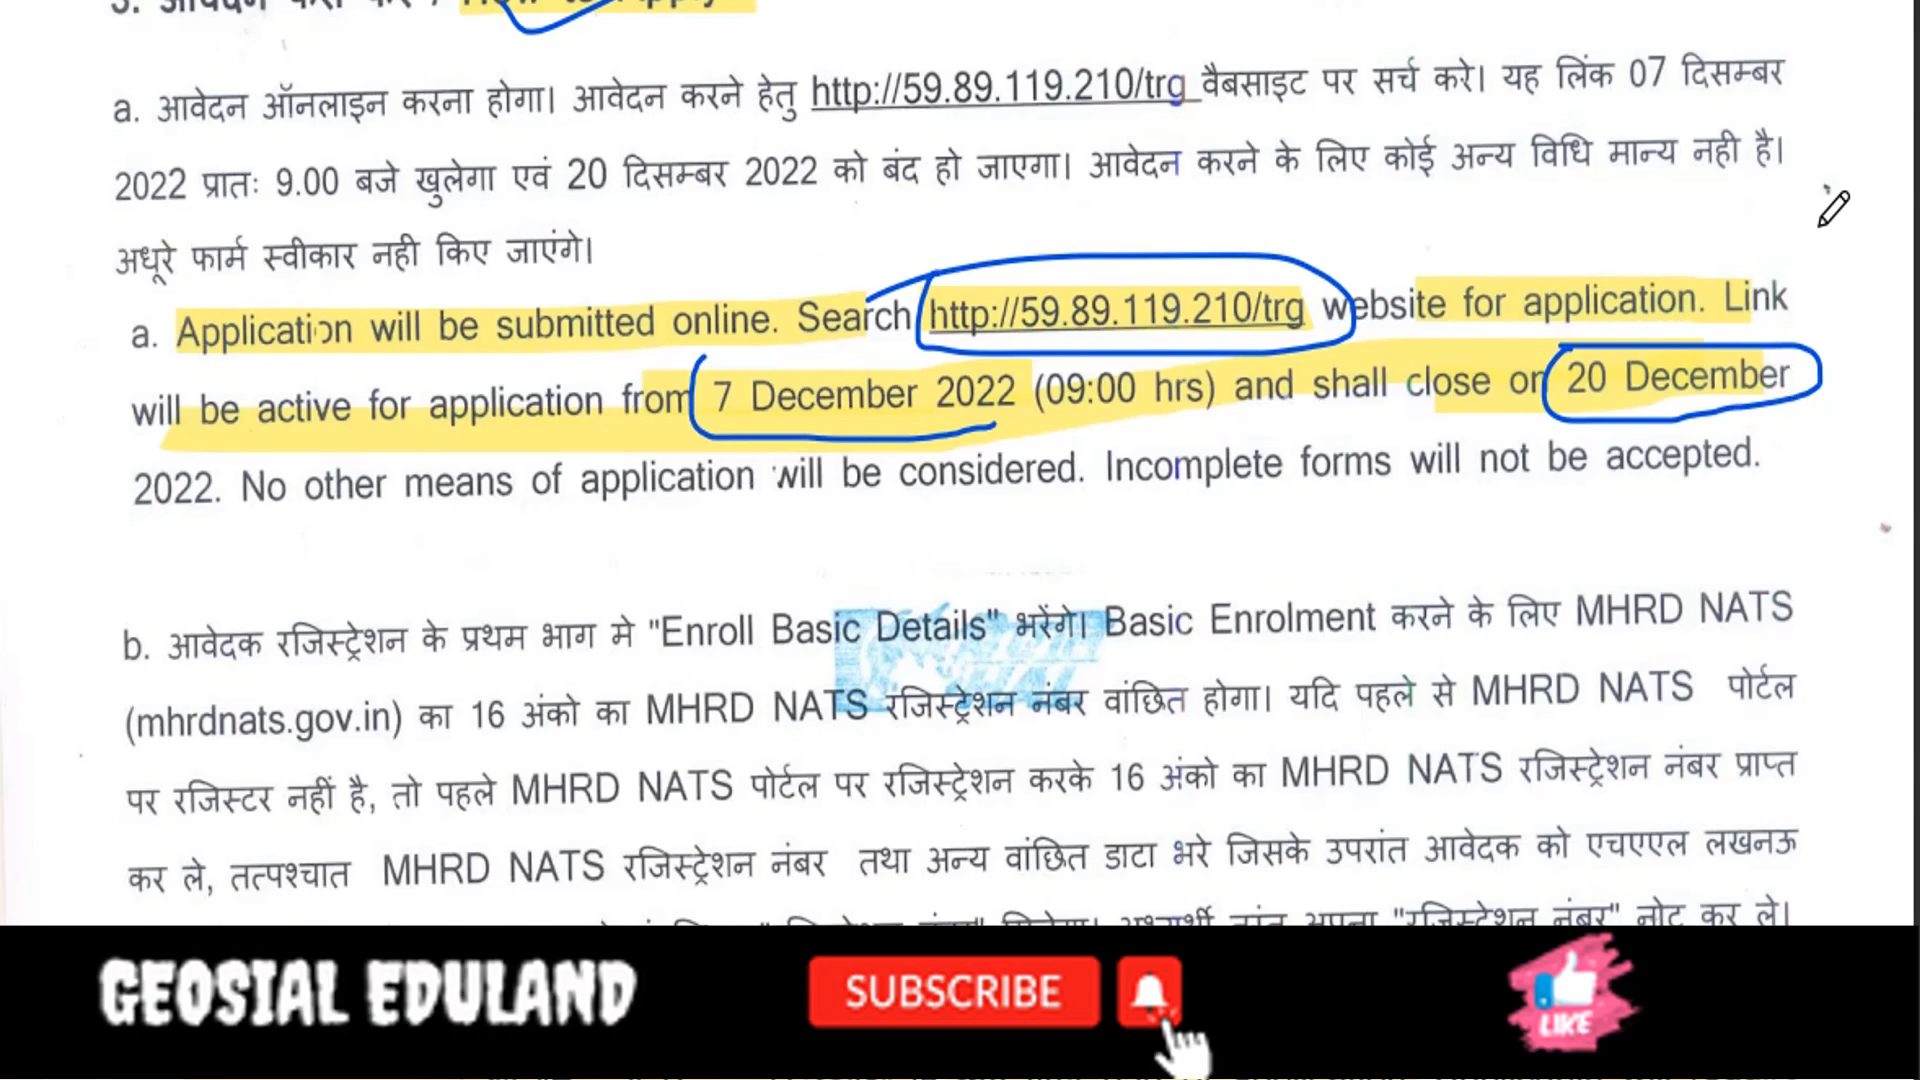 a. आवेदन ऑनलाइन करना होगा। आवेदन करने हेतु http://59.89.119.210/trg वैबसाइट पर सर्च करे। यह लिंक 07 दिसम्बर
2022 प्रातः 9.00 बजे खुलेगा एवं 20 दिसम्बर 2022 को बंद हो जाएगा। आवेदन करने के लिए कोई अन्य विधि मान्य नही है।
अधूरे फार्म स्वीकार नही किए जाएंगे।
a. Application will be submitted online. Search http://59.89.119.210/trg website for application. Link
will be active for application from 7 December 2022 (09:00 hrs) and shall close on 20 December
2022. No other means of application will be considered. Incomplete forms will not be accepted.
b. आवेदक रजिस्ट्रेशन के प्रथम भाग मे "Enroll Basic Details" भरेंगे। Basic Enrolment करने के लिए MHRD NATS
(mhrdnats.gov.in) का 16 अंको का MHRD NATS रजिस्ट्रेशन नंबर वांछित होगा। यदि पहले से MHRD NATS पोर्टल
पर रजिस्टर नहीं है, तो पहले MHRD NATS पोर्टल पर रजिस्ट्रेशन करके 16 अंको का MHRD NATS रजिस्ट्रेशन नंबर प्राप्त
कर ले, तत्पश्चात MHRD NATS रजिस्ट्रेशन नंबर तथा अन्य वांछित डाटा भरे जिसके उपरांत आवेदक को एचएएल लखनऊ
"रजिस्ट्रेशन नंबर" नोट कर ले।
GEOSIAL EDULAND
SUBSCRIBE
LIKE